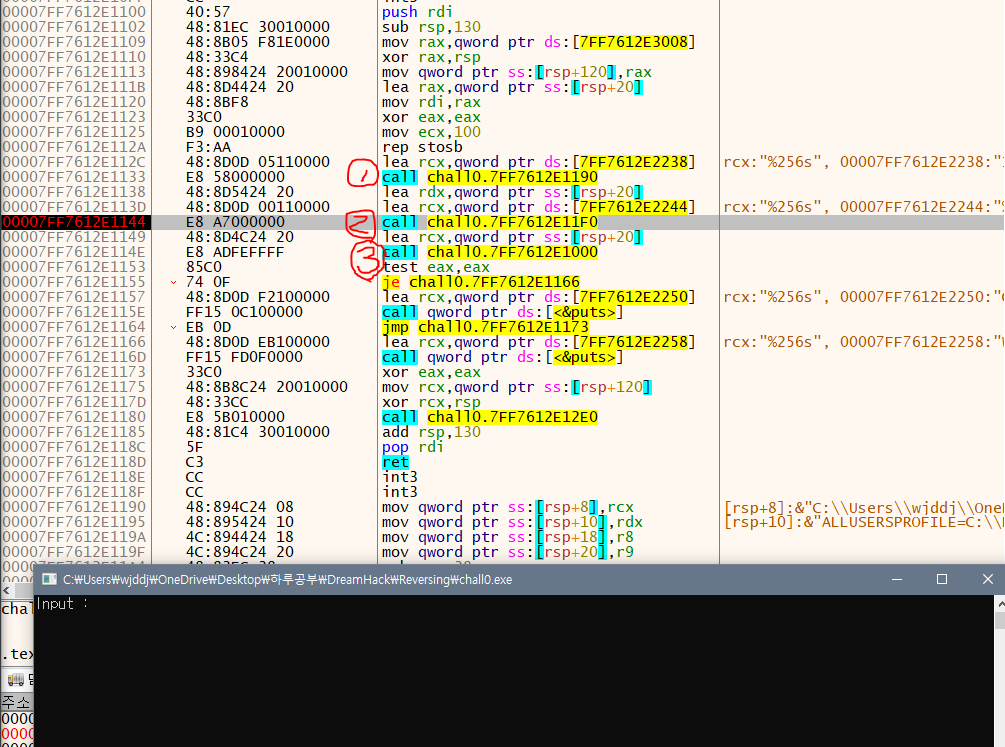 00007FF7612E1100 40:57 push rdi
00007FF7612E1102 48:81EC 30010000 sub rsp,130
00007FF7612E1109 48:8B05 F81E0000 mov rax,qword ptr ds:[7FF7612E3008]
00007FF7612E1110 48:33C4 xor rax,rsp
00007FF7612E1113 48:898424 20010000 mov qword ptr ss:[rsp+120],rax
00007FF7612E111B 48:8D4424 20 lea rax,qword ptr ss:[rsp+20]
00007FF7612E1120 48:8BF8 mov rdi,rax
00007FF7612E1123 33C0 xor eax,eax
00007FF7612E1125 B9 00010000 mov ecx,100
00007FF7612E112A F3:AA rep stosb
00007FF7612E112C 48:8D0D 05110000 lea rcx,qword ptr ds:[7FF7612E2238] rcx:"%256s", 00007FF7612E2238:"
00007FF7612E1133 E8 58000000 1 call chall0.7FF7612E1190
00007FF7612E1138 48:8D5424 20 lea rdx,qword ptr ss:[rsp+20]
00007FF7612E113D 48:8D0D 00110000 lea rcx,qword ptr ds:[7FF7612E2244] rcx:"%256s", 00007FF7612E2244:"
00007FF7612E1144 E8 A7000000 2 call chall0.7FF7612E11F0
00007FF7612E1149 48:8D4C24 20 lea rcx,qword ptr ss:[rsp+20]
00007FF7612E114E E8 ADFEFFFF 3 call chall0.7FF7612E1000
00007FF7612E1153 85C0 test eax,eax
00007FF7612E1155 74 0F je chall0.7FF7612E1166
00007FF7612E1157 48:8D0D F2100000 lea rcx,qword ptr ds:[7FF7612E2250] rcx:"%256s", 00007FF7612E2250:"
00007FF7612E115E FF15 0C100000 call qword ptr ds:[<&puts>]
00007FF7612E1164 EB 0D jmp chall0.7FF7612E1173
00007FF7612E1166 48:8D0D EB100000 lea rcx,qword ptr ds:[7FF7612E2258] rcx:"%256s", 00007FF7612E2258:"
00007FF7612E116D FF15 FD0F0000 call qword ptr ds:[<&puts>]
00007FF7612E1173 33C0 xor eax,eax
00007FF7612E1175 48:8B8C24 20010000 mov rcx,qword ptr ss:[rsp+120]
00007FF7612E117D 48:33CC xor rcx,rsp
00007FF7612E1180 E8 5B010000 call chall0.7FF7612E12E0
00007FF7612E1185 48:81C4 30010000 add rsp,130
00007FF7612E118C 5F pop rdi
00007FF7612E118D C3 ret
00007FF7612E118E CC int3
00007FF7612E118F CC int3
00007FF7612E1190 48:894C24 08 mov qword ptr ss:[rsp+8],rcx [rsp+8]:&"C:\\Users\\wjddj\\One
00007FF7612E1195 48:895424 10 mov qword ptr ss:[rsp+10],rdx [rsp+10]:&"ALLUSERSPROFILE=C:\\
00007FF7612E119A 4C:894424 18 mov qword ptr ss:[rsp+18],r8
00007FF7612E119F 4C:894C24 20 mov qword ptr ss:[rsp+20],r9
C:₩Users₩wjddj₩OneDrive₩Desktop₩하루공부₩DreamHack₩Reversing₩chall0.exe
Input :
chal
.tex
주소
0000
0000